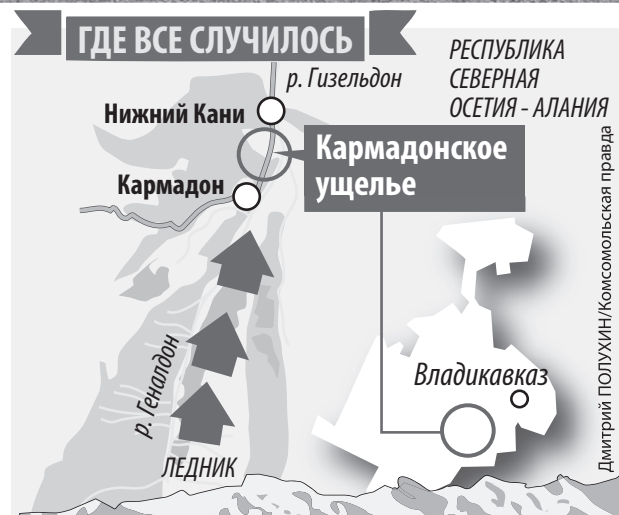 ГДЕ ВСЕ СЛУЧИЛОСЬ
РЕСПУБЛИКА
СЕВЕРНАЯ
ОСЕТИЯ - АЛАНИЯ
р. Гизельдон
Нижний Кани
Кармадонское
ущелье
Кармадон
р. Геналдон
ЛЕДНИК
Владикавказ
Дмитрий ПОЛУХИН/Комсомольская правда